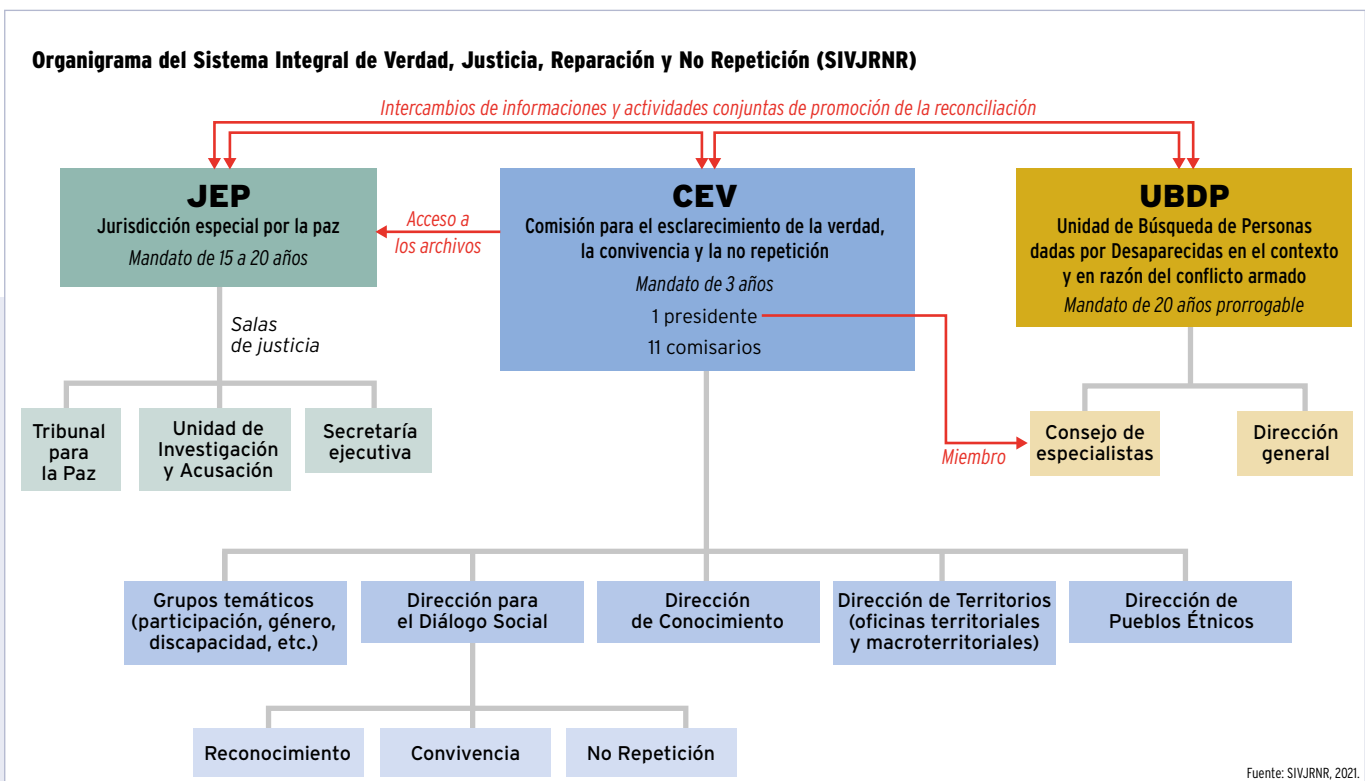 Organigrama del Sistema Integral de Verdad, Justicia, Reparación y No Repetición (SIVJRNR)
Intercambios de informaciones y actividades conjuntas de promoción de la reconciliación
JEP
Jurisdicción especial por la paz
Mandato de 15 a 20 años
Acceso a
los archivos
CEV
Comisión para el esclarecimiento de la verdad,
la convivencia y la no repetición
Mandato de 3 años
1 presidente
11 comisarios
UBDP
Unidad de Búsqueda de Personas
dadas por Desaparecidas en el contexto
y en razón del conflicto armado
Mandato de 20 años prorrogable
Salas
de justicia
Tribunal
para
la Paz
Unidad de
Investigación
y Acusación
Secretaría
ejecutiva
Miembro
Consejo de
especialistas
Dirección
general
Grupos temáticos
(participación, género,
discapacidad, etc.)
Dirección para
el Diálogo Social
Dirección
de Conocimiento
Dirección de Territorios
(oficinas territoriales
y macroterritoriales)
Dirección de
Pueblos Étnicos
Reconocimiento
Convivencia
No Repetición
Fuente: SIVJRNR, 2021.